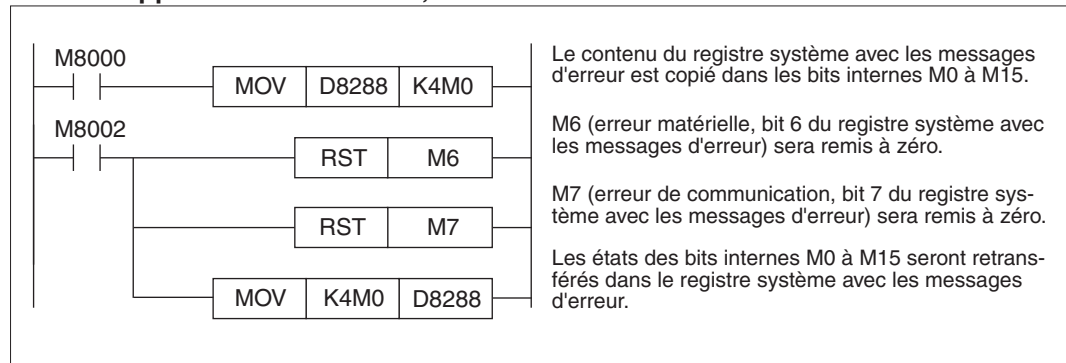 M8000
MOV D8288 K4M0
Le contenu du registre système avec les messages
d'erreur est copié dans les bits internes M0 à M15.
M8002
RST M6
M6 (erreur matérielle, bit 6 du registre système avec
les messages d'erreur) sera remis à zéro.
RST M7
M7 (erreur de communication, bit 7 du registre sys-
tème avec les messages d'erreur) sera remis à zéro.
MOV K4M0 D8288
Les états des bits internes M0 à M15 seront retrans-
férés dans le registre système avec les messages
d'erreur.